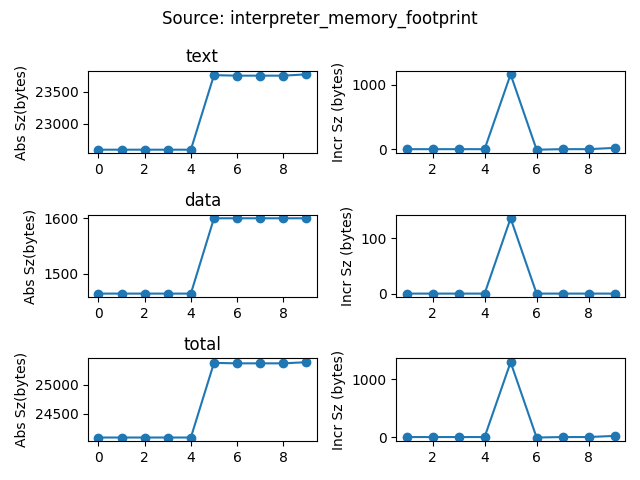 Source: interpreter_memory_footprint
text
Abs Sz(bytes)
23500
23000
0 2 4 6 8
Incr Sz (bytes)
1000
0
2 4 6 8
data
Abs Sz(bytes)
1600
1500
0 2 4 6 8
Incr Sz (bytes)
100
0
2 4 6 8
total
Abs Sz(bytes)
25000
24500
0 2 4 6 8
Incr Sz (bytes)
1000
0
2 4 6 8